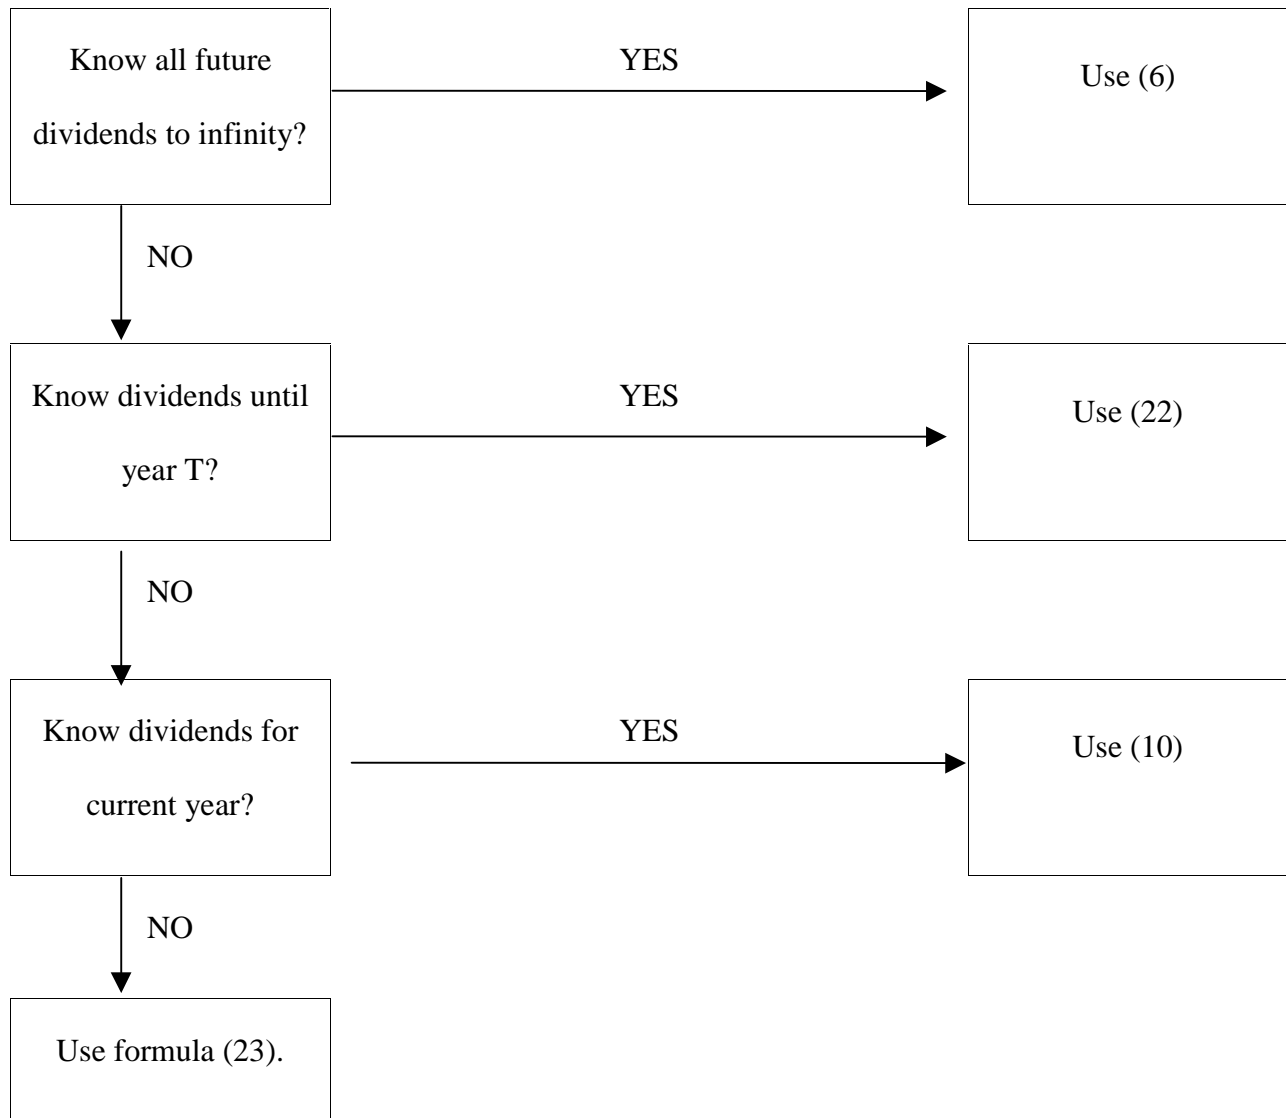 Know all future
dividends to infinity?
YES
Use (6)
NO
Know dividends until
year T?
YES
Use (22)
NO
Know dividends for
current year?
YES
Use (10)
NO
Use formula (23).